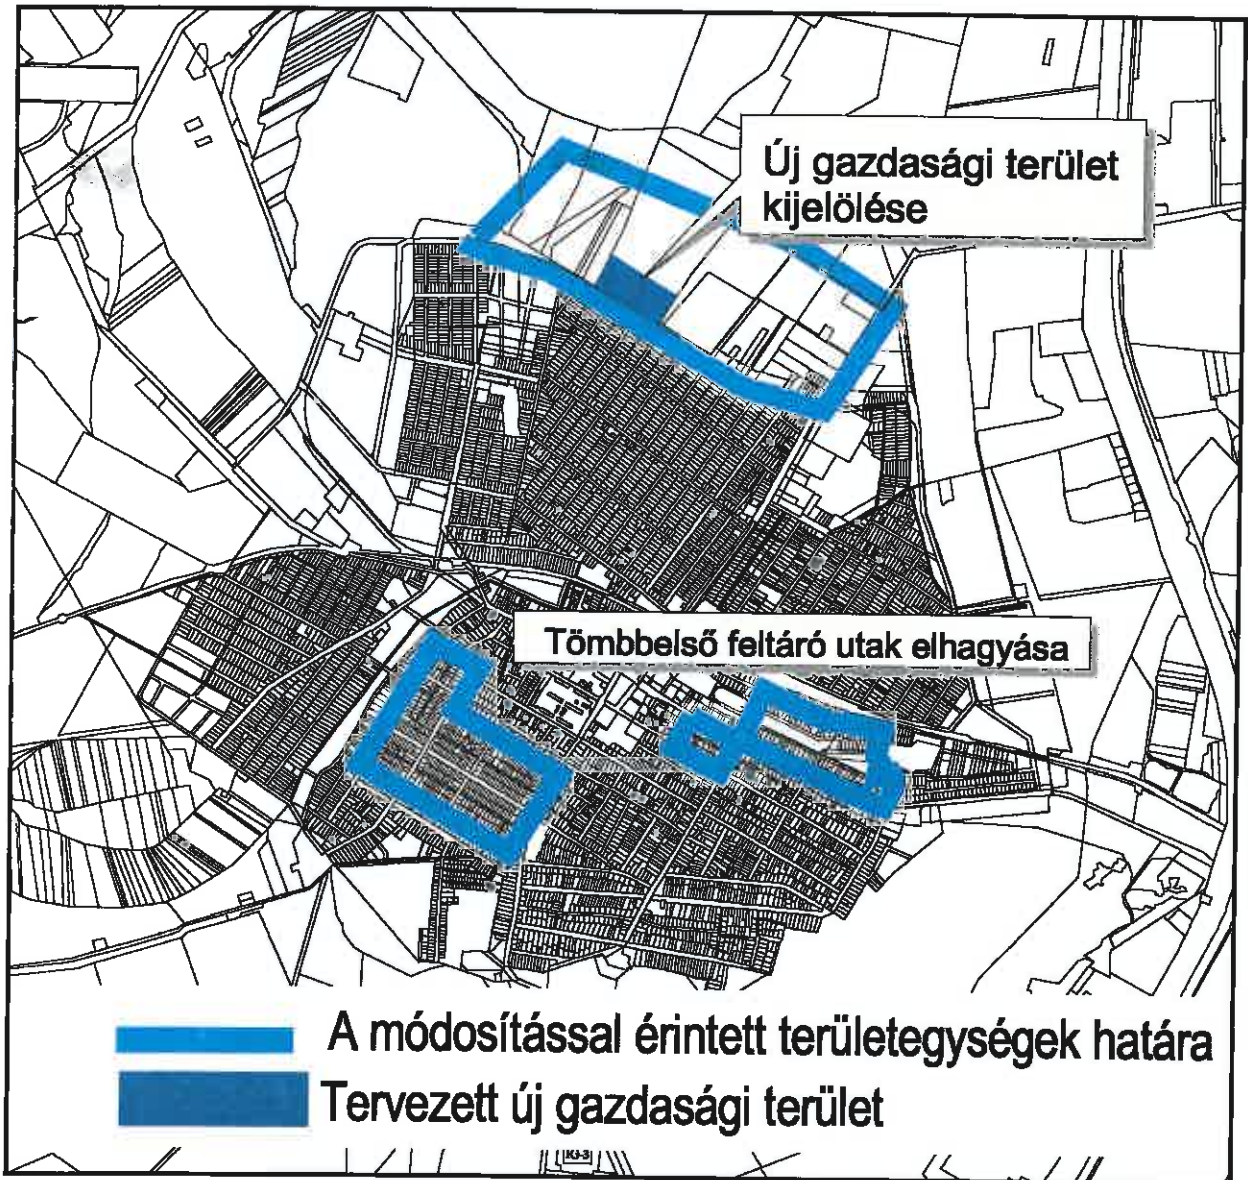 Új gazdasági terület
kijelölése
Tömbbelső feltáró utak elhagyása
A módosítással érintett területegységek határa
Tervezett új gazdasági terület